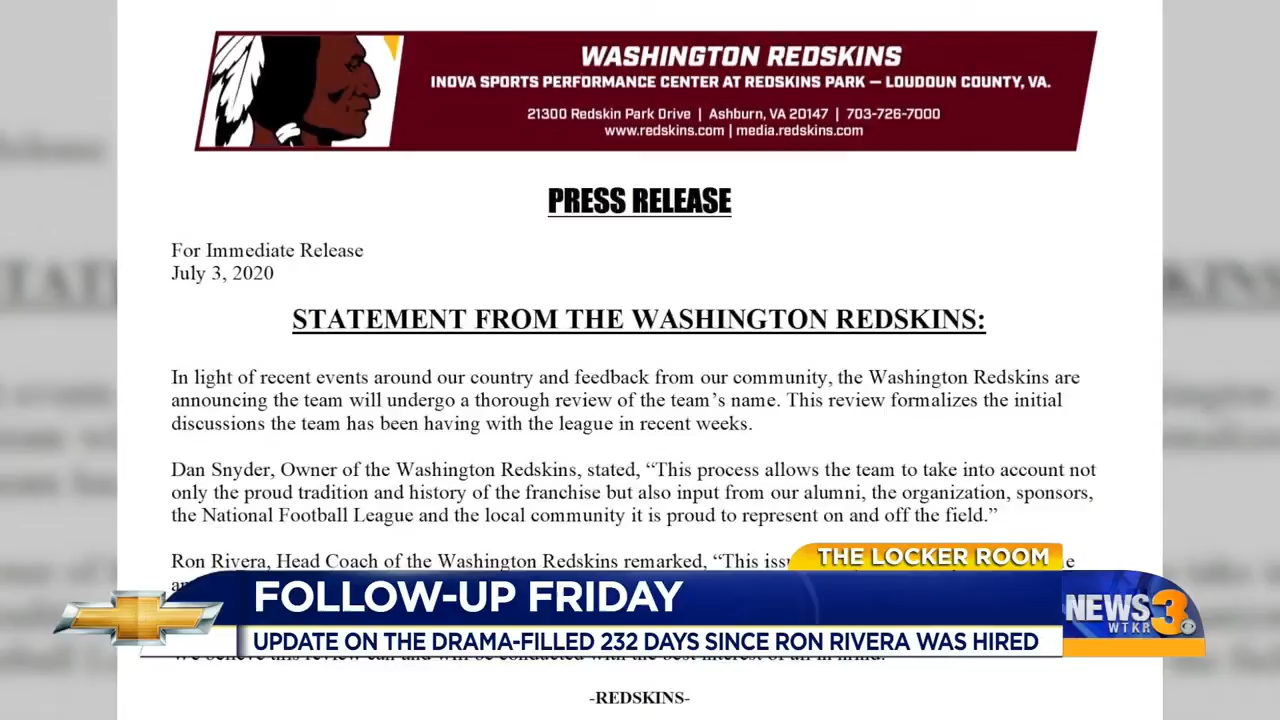 WASHINGTON REDSKINS
INOVA SPORTS PERFORMANCE CENTER AT REDSKINS PARK — LOUDOUN COUNTY, VA.
21300 Redskin Park Drive | Ashburn, VA 20147 | 703-726-7000
www.redskins.com | media.redskins.com
PRESS RELEASE
For Immediate Release
July 3, 2020
STATEMENT FROM THE WASHINGTON REDSKINS:
In light of recent events around our country and feedback from our community, the Washington Redskins are
announcing the team will undergo a thorough review of the team’s name. This review formalizes the initial
discussions the team has been having with the league in recent weeks.
Dan Snyder, Owner of the Washington Redskins, stated, “This process allows the team to take into account not
only the proud tradition and history of the franchise but also input from our alumni, the organization, sponsors,
the National Football League and the local community it is proud to represent on and off the field.”
Ron Rivera, Head Coach of the Washington Redskins remarked, “This
THE LOCKER ROOM
FOLLOW-UP FRIDAY
UPDATE ON THE DRAMA-FILLED 232 DAYS SINCE RON RIVERA WAS HIRED
NEWS 3
WTKR
-REDSKINS-